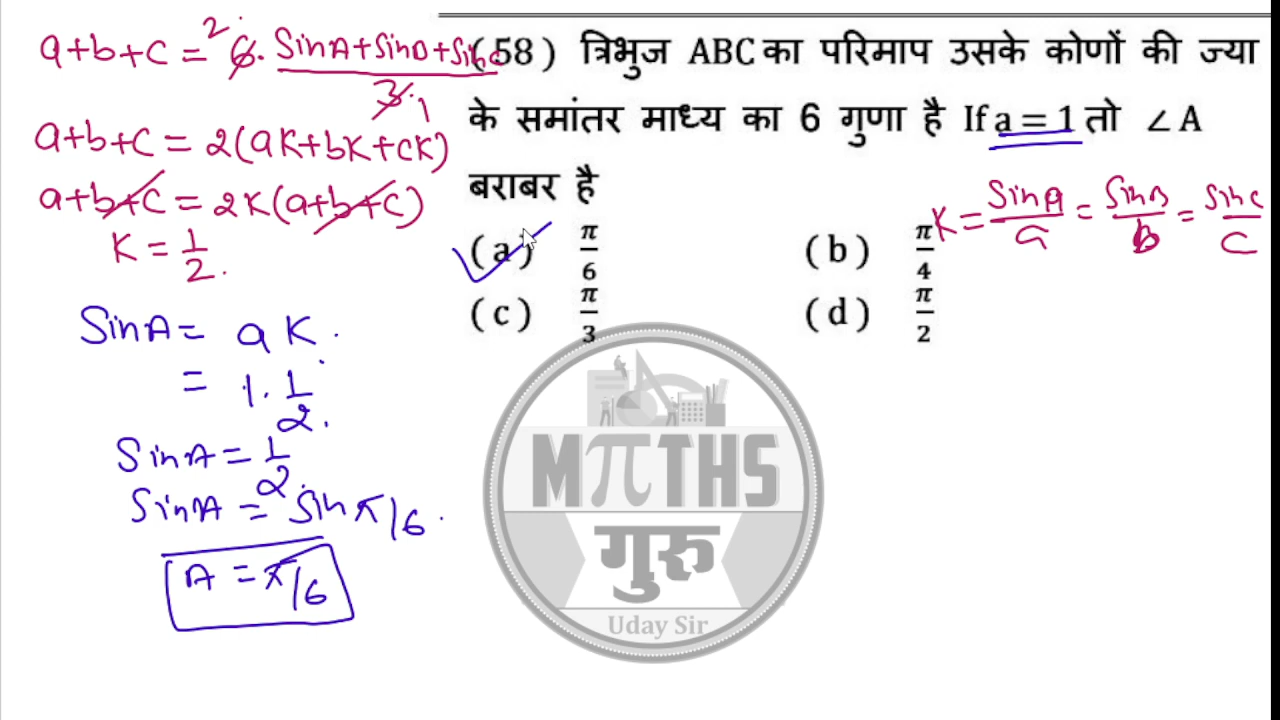 (58) त्रिभुज ABC का परिमाप उसके कोणों की ज्या
के समांतर माध्य का 6 गुणा है If a = 1 तो ∠A
बराबर है
(a) π/6 (b) π/4
(c) π/3 (d) π/2
K = SinA/a = SinB/b = SinC/C
a+b+c = 6. SinA+SinB+SinC/3 2 1
a+b+c = 2(aK+bK+cK)
a+b+c = 2K(a+b+c)
K = 1/2.
SinA = a K.
= 1. 1/2.
SinA = 1/2
SinA = Sin π/6.
A = π/6
MπTHS
गुरु
Uday Sir